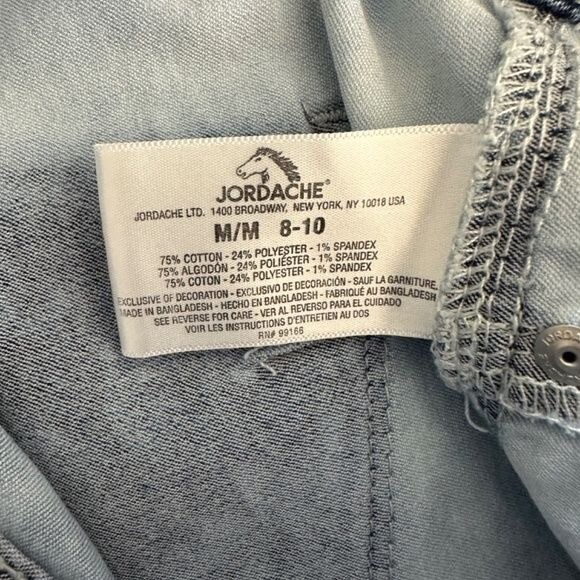 JORDACHE®
JORDACHE LTD. 1400 BROADWAY, NEW YORK, NY 10018 USA
M/M 8-10
75% COTTON - 24% POLYESTER - 1% SPANDEX
75% ALGODÓN - 24% POLIÉSTER - 1% SPANDEX
75% COTON - 24% POLYESTER - 1% SPANDEX
EXCLUSIVE OF DECORATION - EXCLUSIVO DE DECORACIÓN - SAUF LA GARNITURE.
MADE IN BANGLADESH - HECHO EN BANGLADESH - FABRIQUÉ AU BANGLADESH
SEE REVERSE FOR CARE - VER AL REVERSO PARA EL CUIDADO
VOIR LES INSTRUCTIONS D'ENTRETIEN AU DOS
RN# 99166